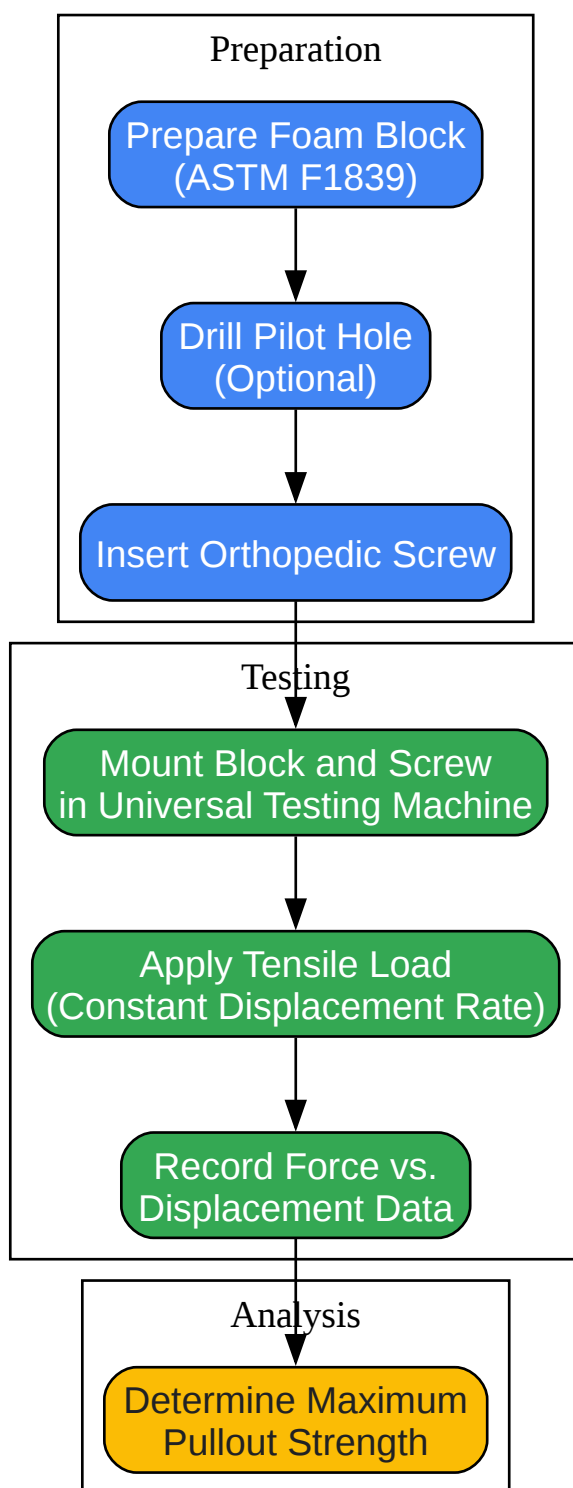 Preparation
Prepare Foam Block
(ASTM F1839)
Drill Pilot Hole
(Optional)
Insert Orthopedic Screw
Testing
Mount Block and Screw
in Universal Testing Machine
Apply Tensile Load
(Constant Displacement Rate)
Record Force vs.
Displacement Data
Analysis
Determine Maximum
Pullout Strength